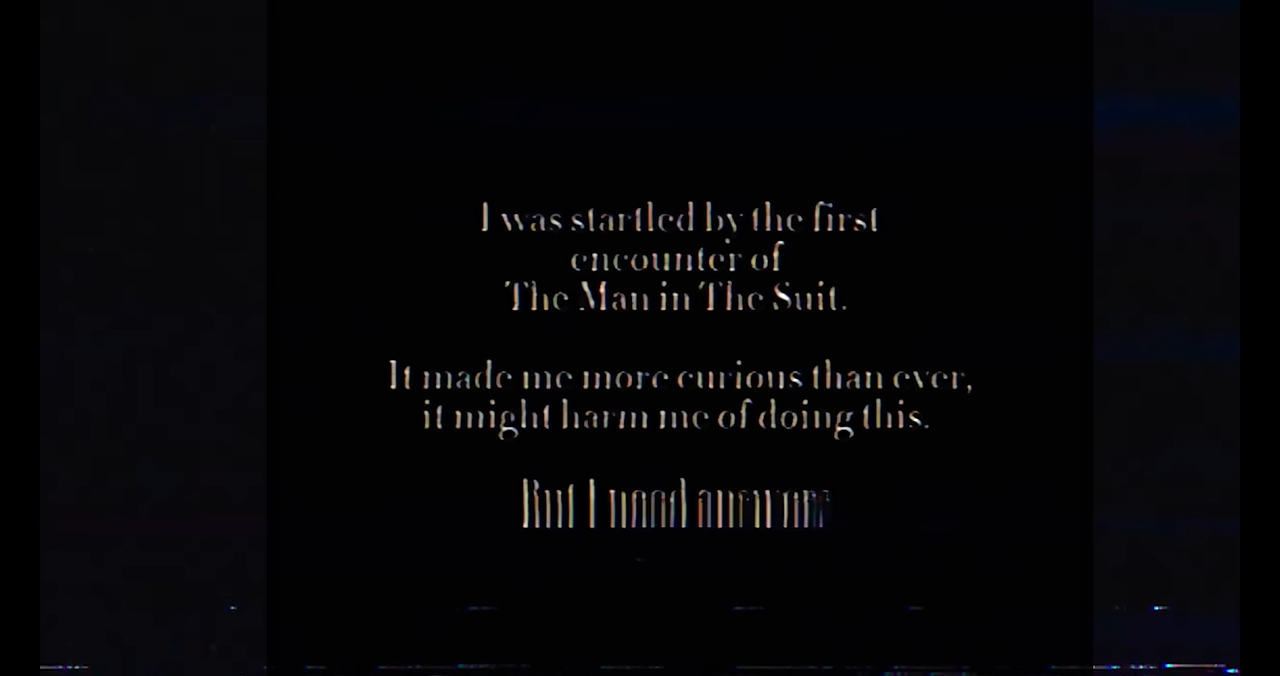 I was startled by the first
encounter of
The Man in The Suit.
It made me more curious than ever,
it might harm me of doing this.
But I need answers